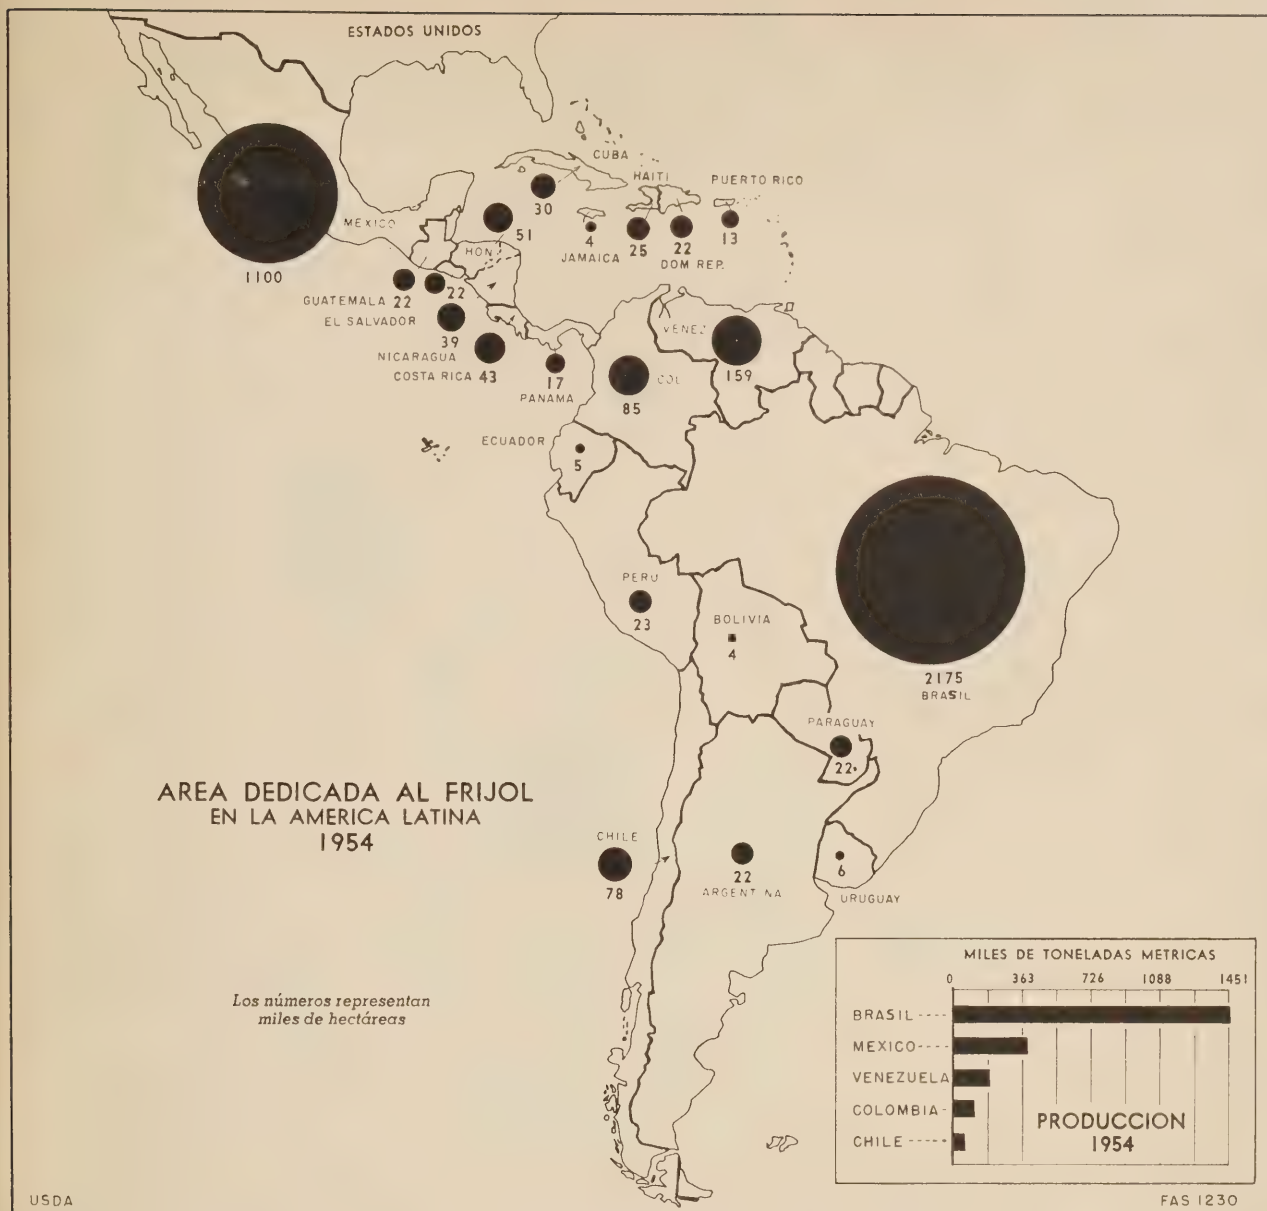 ESTADOS UNIDOS
CUBA
HAITI
PUERTO RICO
30
MEXICO
1100
51
HON
4
JAMAICA
25
22
DOM REP.
13
GUATEMALA 22
22
EL SALVADOR
39
NICARAGUA
COSTA RICA 43
17
PANAMA
VENEZ
159
COL
85
ECUADOR
5
PERU
23
BOLIVIA
4
2175
BRASIL
PARAGUAY
22
AREA DEDICADA AL FRIJOL
EN LA AMERICA LATINA
1954
CHILE
78
22
ARGENTINA
6
URUGUAY
Los números representan
miles de hectáreas
MILES DE TONELADAS METRICAS
0 363 726 1088 1451
BRASIL
MEXICO
VENEZUELA
COLOMBIA
CHILE
PRODUCCION
1954
USDA
FAS 1230